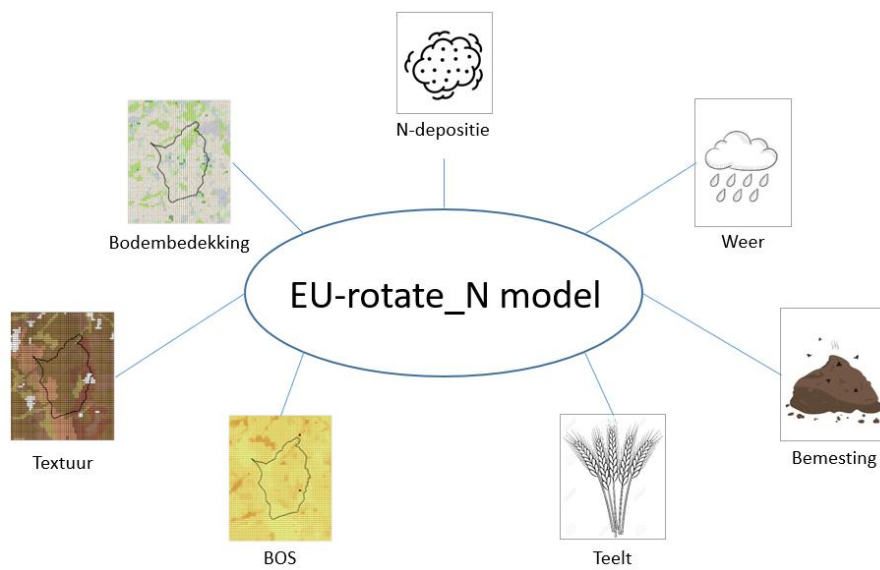 N-depositie
Bodembedekking
Weer
EU-rotate_N model
Textuur
Bemesting
BOS
Teelt